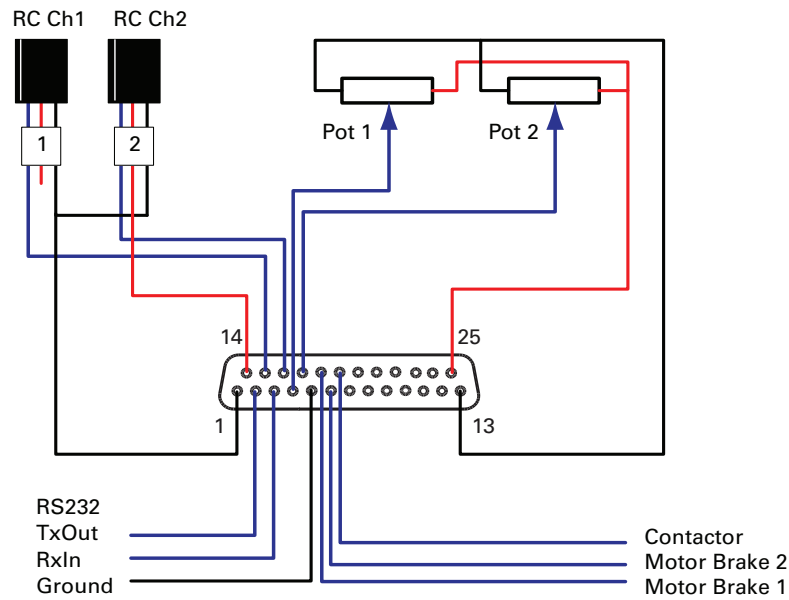 RC Ch1 RC Ch2
Pot 1 Pot 2
1 2
14 25
1 13
RS232
TxOut
RxIn
Ground
Contactor
Motor Brake 2
Motor Brake 1